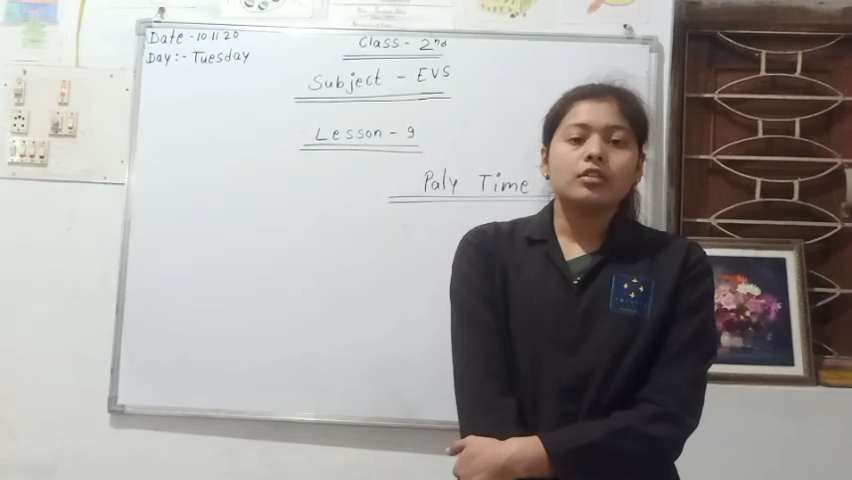 Date - 10.11.20
Day :- Tuesday
Class - 2nd
Subject - EVS
Lesson - 9
Paly Time